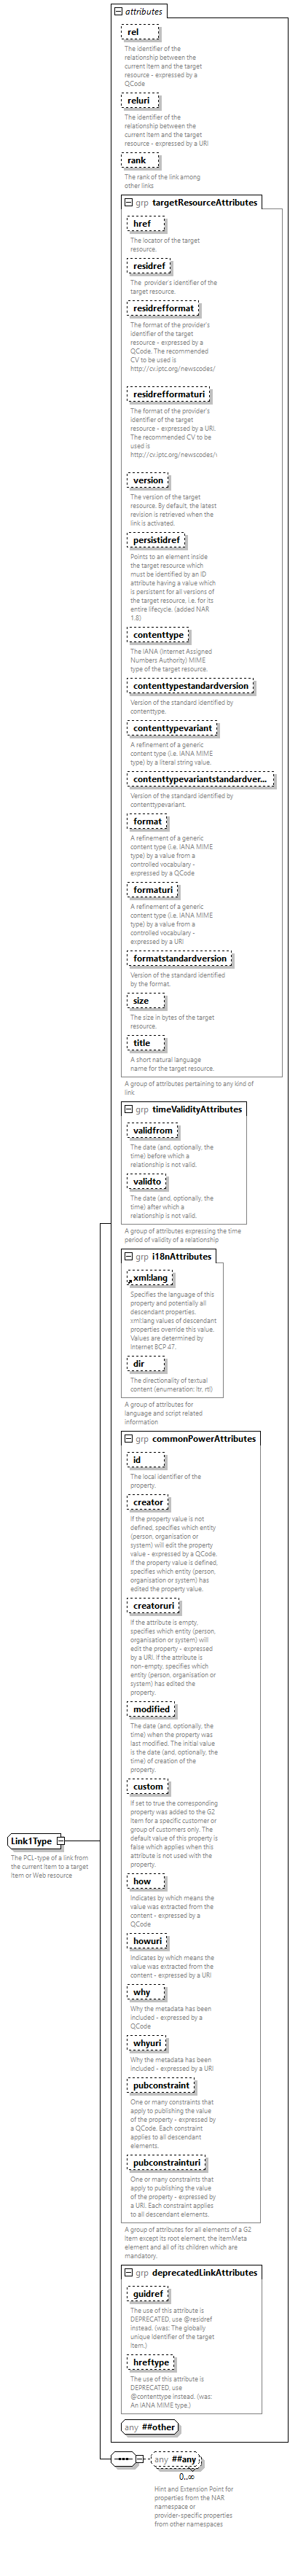 attributes
rel
The identifier of the
relationship between the
current Item and the target
resource - expressed by a
QCode
reluri
The identifier of the
relationship between the
current Item and the target
resource - expressed by a URI
rank
The rank of the link among
other links
grp targetResourceAttributes
href
The locator of the target
resource.
residref
The provider's identifier of the
target resource.
residrefformat
The format of the provider's
identifier of the target
resource - expressed by a
QCode. The recommended
CV to be used is
http://cv.iptc.org/newscodes/
residrefformaturi
The format of the provider's
identifier of the target
resource - expressed by a URI.
The recommended CV to be
used is
http://cv.iptc.org/newscodes/
version
The version of the target
resource. By default, the latest
revision is retrieved when the
link is activated.
persistidref
Points to an element inside
the target resource which
must be identified by an ID
attribute having a value which
is persistent for all versions of
the target resource, i.e. for its
entire lifecycle. (added NAR
1.8)
contenttype
The IANA (Internet Assigned
Numbers Authority) MIME
type of the target resource.
contenttypestandardversion
Version of the standard identified by
contenttype.
contenttypevariant
A refinement of a generic
content type (i.e. IANA MIME
type) by a literal string value.
contenttypevariantstandardver...
Version of the standard identified by
contenttypevariant.
format
A refinement of a generic
content type (i.e. IANA MIME
type) by a value from a
controlled vocabulary -
expressed by a QCode
formaturi
A refinement of a generic
content type (i.e. IANA MIME
type) by a value from a
controlled vocabulary -
expressed by a URI
formatstandardversion
Version of the standard identified
by the format.
size
The size in bytes of the target
resource.
title
A short natural language
name for the target resource.
A group of attributes pertaining to any kind of
link
grp timeValidityAttributes
validfrom
The date (and, optionally, the
time) before which a
relationship is not valid.
validto
The date (and, optionally, the
time) after which a
relationship is not valid.
A group of attributes expressing the time
period of validity of a relationship
grp i18nAttributes
xml:lang
Specifies the language of this
property and potentially all
descendant properties.
xml:lang values of descendant
properties override this value.
Values are determined by
Internet BCP 47.
dir
The directionality of textual
content (enumeration: ltr, rtl)
A group of attributes for
language and script related
information
grp commonPowerAttributes
id
The local identifier of the
property.
creator
If the property value is not
defined, specifies which entity
(person, organisation or
system) will edit the property
value - expressed by a QCode.
If the property value is defined,
specifies which entity (person,
organisation or system) has
edited the property value.
creatoruri
If the attribute is empty,
specifies which entity (person,
organisation or system) will
edit the property - expressed
by a URI. If the attribute is
non-empty, specifies which
entity (person, organisation or
system) has edited the
property.
modified
The date (and, optionally, the
time) when the property was
last modified. The initial value
is the date (and, optionally, the
time) of creation of the
property.
custom
If set to true the corresponding
property was added to the G2
Item for a specific customer or
group of customers only. The
default value of this property is
false which applies when this
attribute is not used with the
property.
how
Indicates by which means the
value was extracted from the
content - expressed by a
QCode
howuri
Indicates by which means the
value was extracted from the
content - expressed by a URI
why
Why the metadata has been
included - expressed by a
QCode
whyuri
Why the metadata has been
included - expressed by a URI
pubconstraint
One or many constraints that
apply to publishing the value
of the property - expressed
by a QCode. Each constraint
applies to all descendant
elements.
pubconstrainturi
One or many constraints that
apply to publishing the value
of the property - expressed by
a URI. Each constraint applies
to all descendant elements.
A group of attributes for all elements of a G2
Item except its root element, the itemMeta
element and all of its children which are
mandatory.
grp deprecatedLinkAttributes
guidref
The use of this attribute is
DEPRECATED, use @residref
instead. (was: The globally
unique identifier of the target
Item.)
hreftype
The use of this attribute is
DEPRECATED, use
@contenttype instead. (was:
An IANA MIME type.)
any ##other
Link1Type
The PCL-type of a link from
the current Item to a target
Item or Web resource
any ##any
0..∞
Hint and Extension Point for
properties from the NAR
namespace or
provider-specific properties
from other namespaces